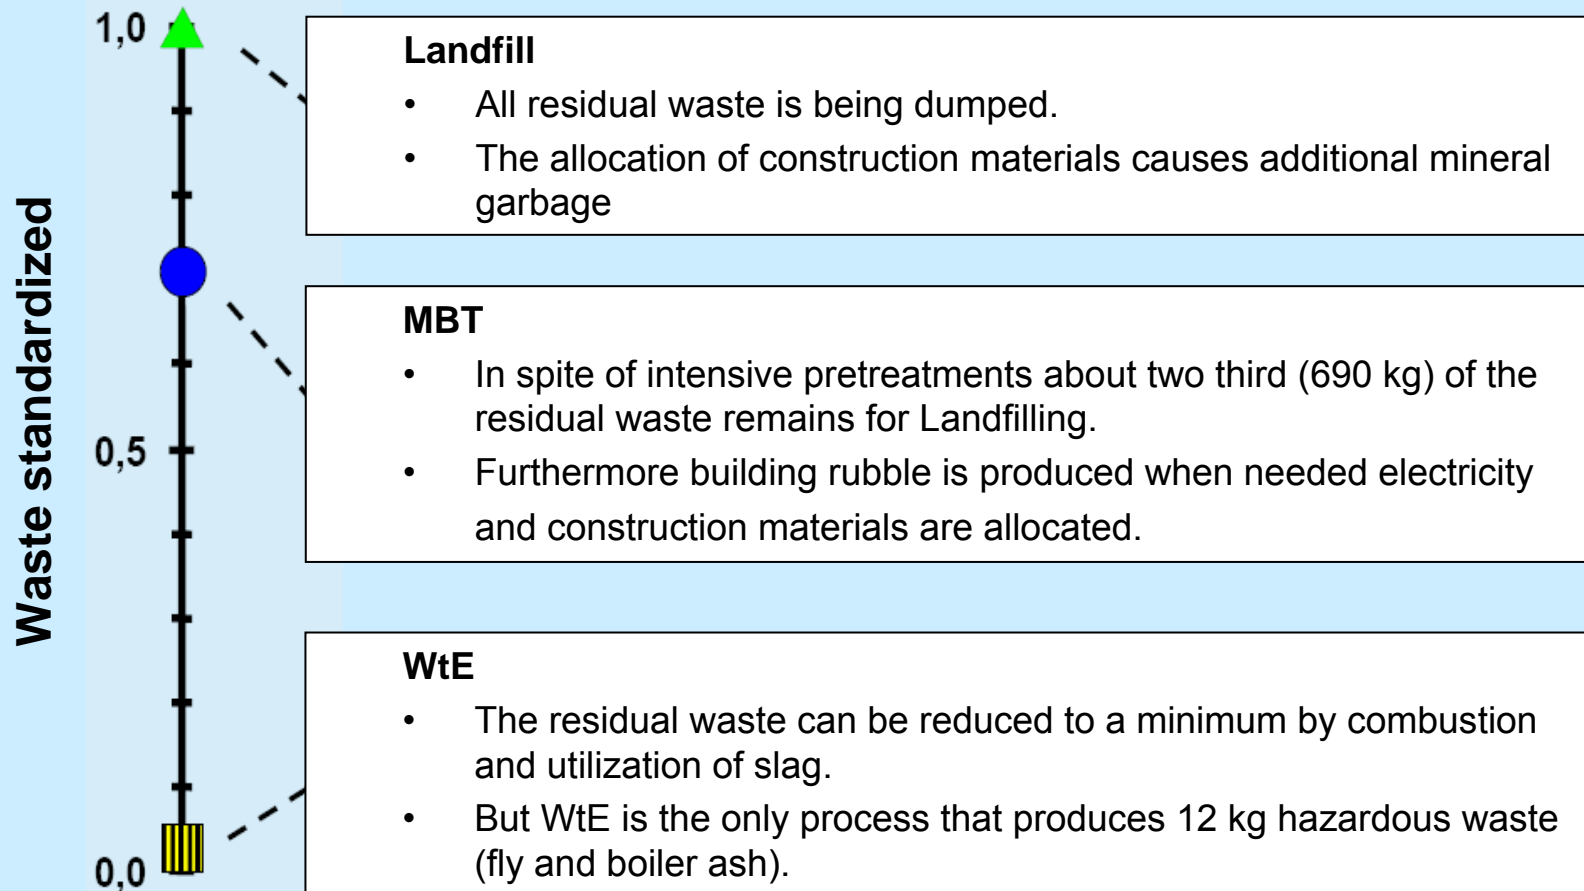 Waste standardized
1,0
0,5
0,0
Landfill
• All residual waste is being dumped.
• The allocation of construction materials causes additional mineral
garbage
MBT
• In spite of intensive pretreatments about two third (690 kg) of the
residual waste remains for Landfilling.
• Furthermore building rubble is produced when needed electricity
and construction materials are allocated.
WtE
• The residual waste can be reduced to a minimum by combustion
and utilization of slag.
• But WtE is the only process that produces 12 kg hazardous waste
(fly and boiler ash).